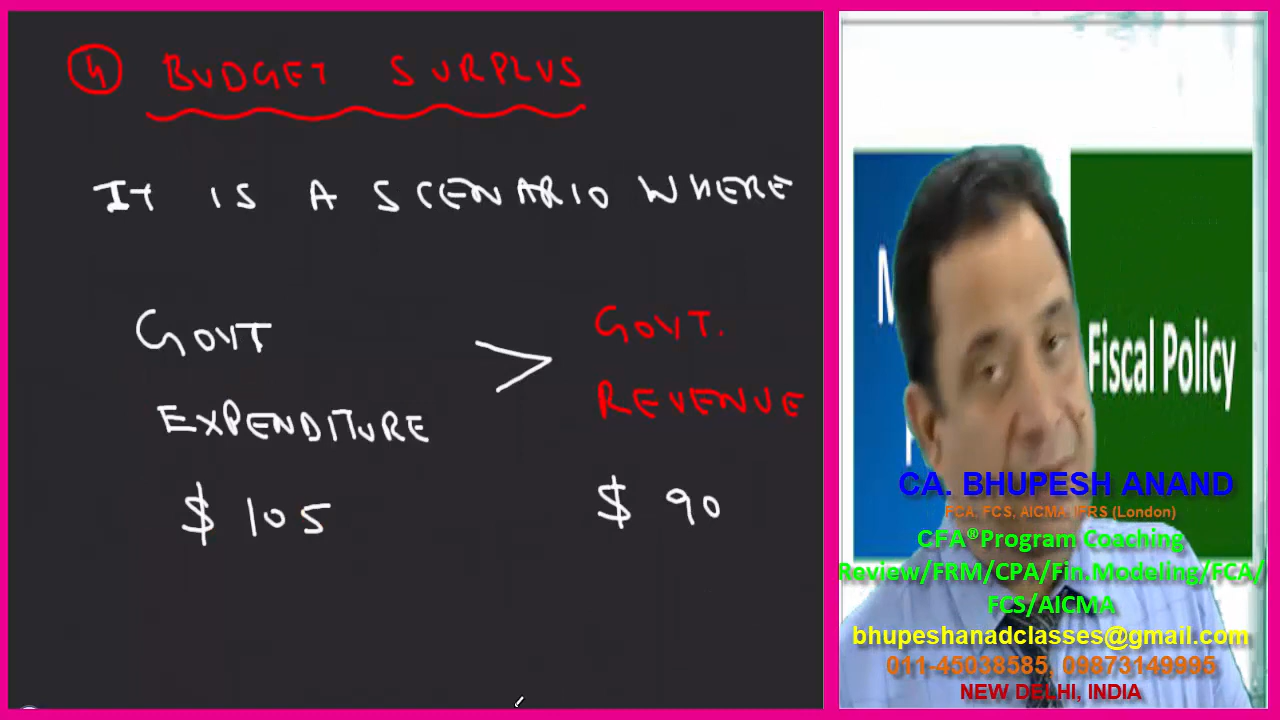 4 BUDGET SURPLUS
IT IS A SCENARIO WHERE
GOVT > GOVT.
EXPENDITURE REVENUE
$ 105 $ 90
Fiscal Policy
CA. BHUPESH ANAND
FCA, FCS, AICMA, IFRS (London)
CFA®Program Coaching
Review/FRM/CPA/Fin.Modeling/FCA/
FCS/AICMA
bhupeshanadclasses@gmail.com
011-45038585, 09873149995
NEW DELHI, INDIA